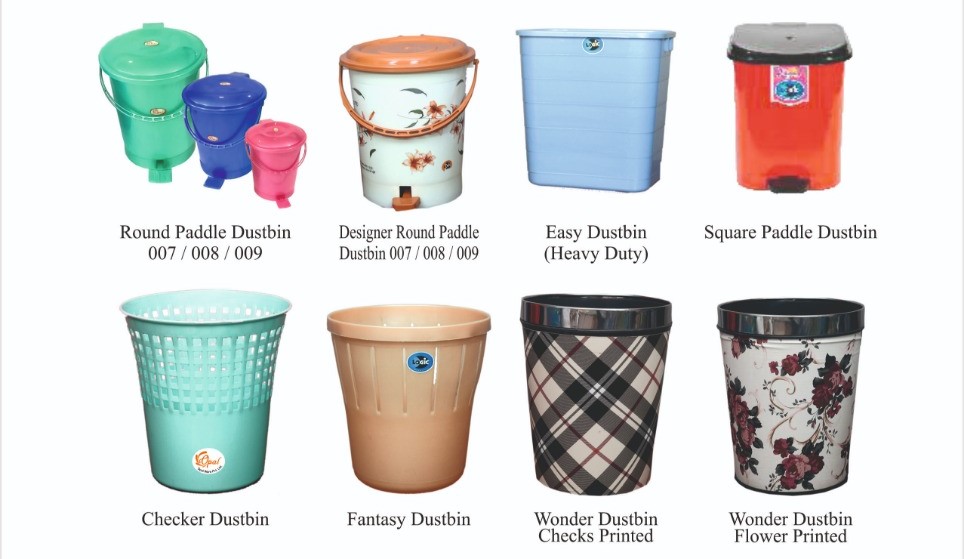 Round Paddle Dustbin
007 / 008 / 009
Designer Round Paddle
Dustbin 007 / 008 / 009
Easy Dustbin
(Heavy Duty)
Square Paddle Dustbin
Opal
Checker Dustbin
Fantasy Dustbin
Wonder Dustbin
Checks Printed
Wonder Dustbin
Flower Printed